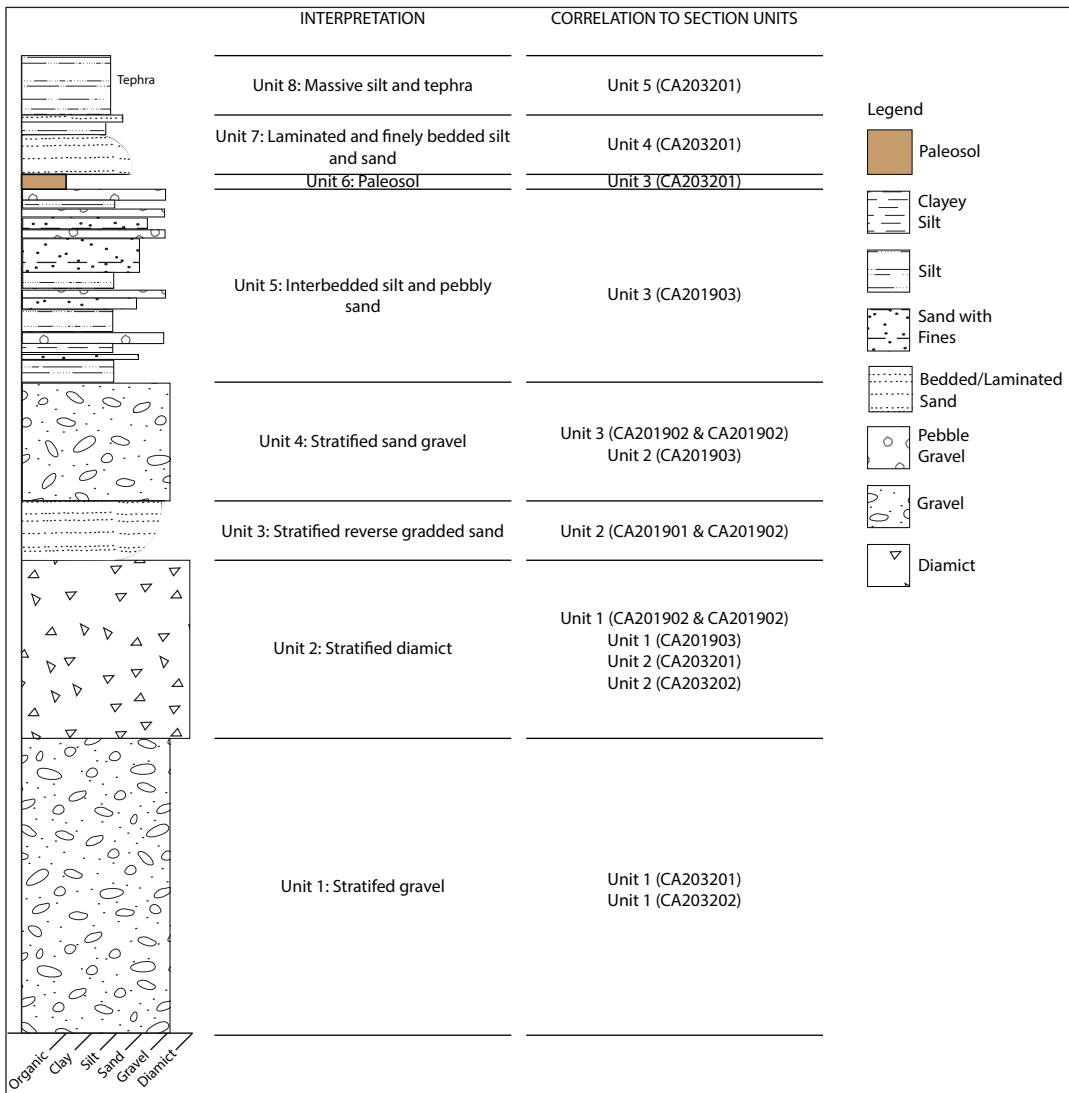 INTERPRETATION
CORRELATION TO SECTION UNITS
Tephra
Unit 8: Massive silt and tephra
Unit 5 (CA203201)
Unit 7: Laminated and finely bedded silt
and sand
Unit 4 (CA203201)
Unit 6: Paleosol
Unit 3 (CA203201)
Unit 5: Interbedded silt and pebbly
sand
Unit 3 (CA201903)
Unit 4: Stratified sand gravel
Unit 3 (CA201902 & CA201902)
Unit 2 (CA201903)
Unit 3: Stratified reverse gradded sand
Unit 2 (CA201901 & CA201902)
Unit 2: Stratified diamict
Unit 1 (CA201902 & CA201902)
Unit 1 (CA201903)
Unit 2 (CA203201)
Unit 2 (CA203202)
Unit 1: Stratifed gravel
Unit 1 (CA203201)
Unit 1 (CA203202)
Organic
Clay
Silt
Sand
Gravel
Diamict
Legend
Paleosol
Clayey
Silt
Silt
Sand with
Fines
Bedded/Laminated
Sand
Pebble
Gravel
Gravel
Diamict